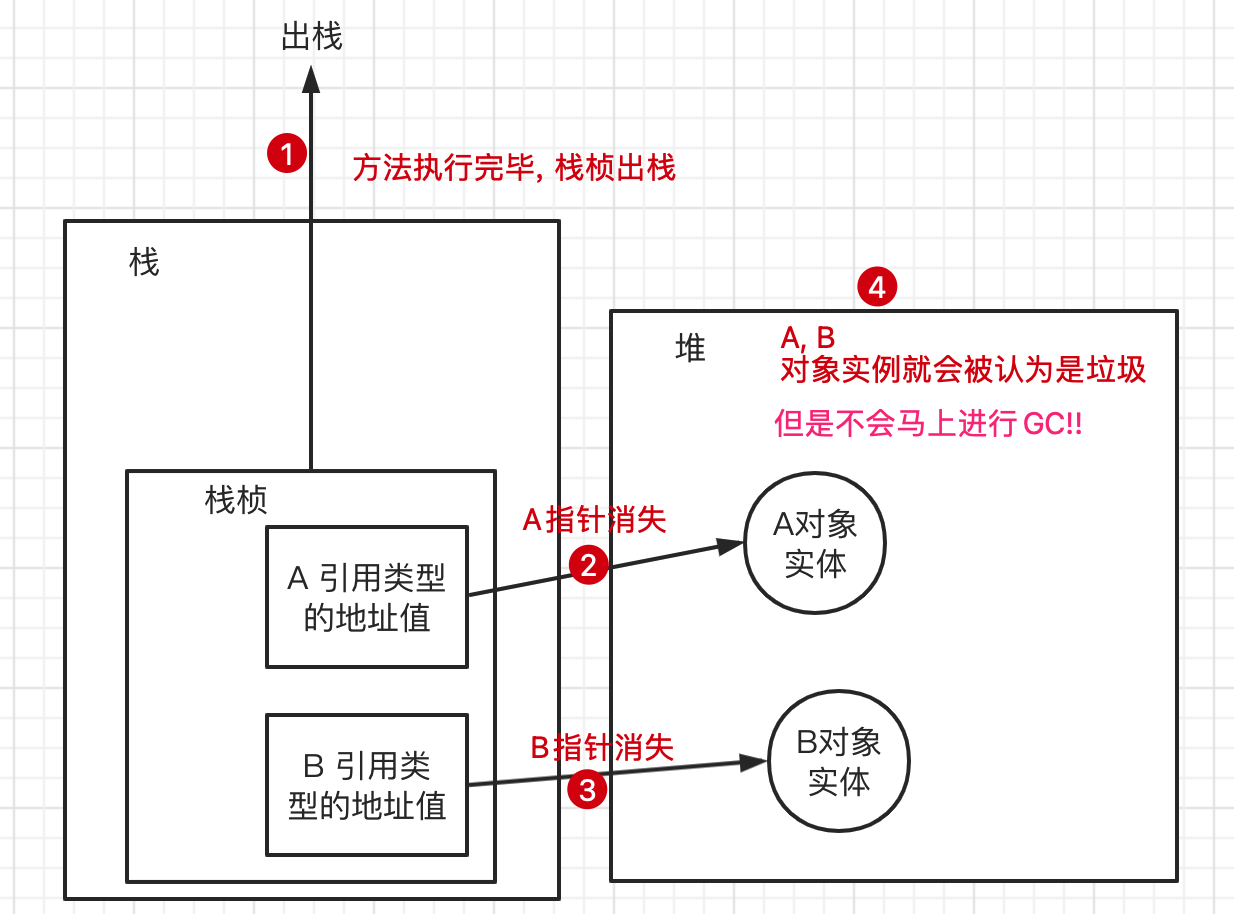 出栈
1
方法执行完毕, 栈桢出栈
栈
4
堆
A, B
对象实例就会被认为是垃圾
但是不会马上进行 GC!!
栈桢
A指针消失
2
A 引用类型
的地址值
A对象
实体
B指针消失
3
B 引用类
型的地址值
B对象
实体